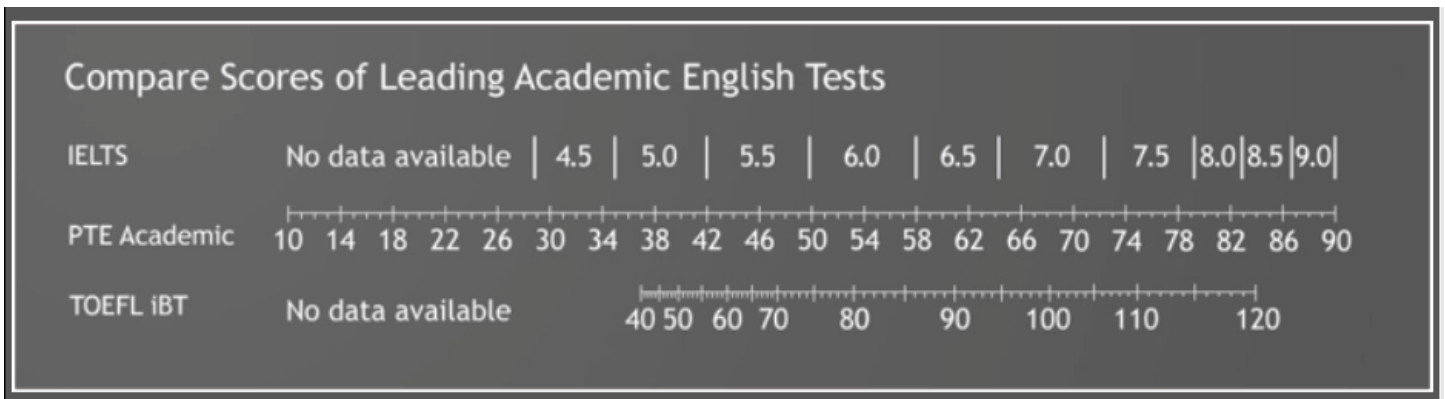 Compare Scores of Leading Academic English Tests
IELTS No data available | 4.5 | 5.0 | 5.5 | 6.0 | 6.5 | 7.0 | 7.5 |8.0|8.5|9.0|
PTE Academic 10 14 18 22 26 30 34 38 42 46 50 54 58 62 66 70 74 78 82 86 90
TOEFL iBT No data available 40 50 60 70 80 90 100 110 120